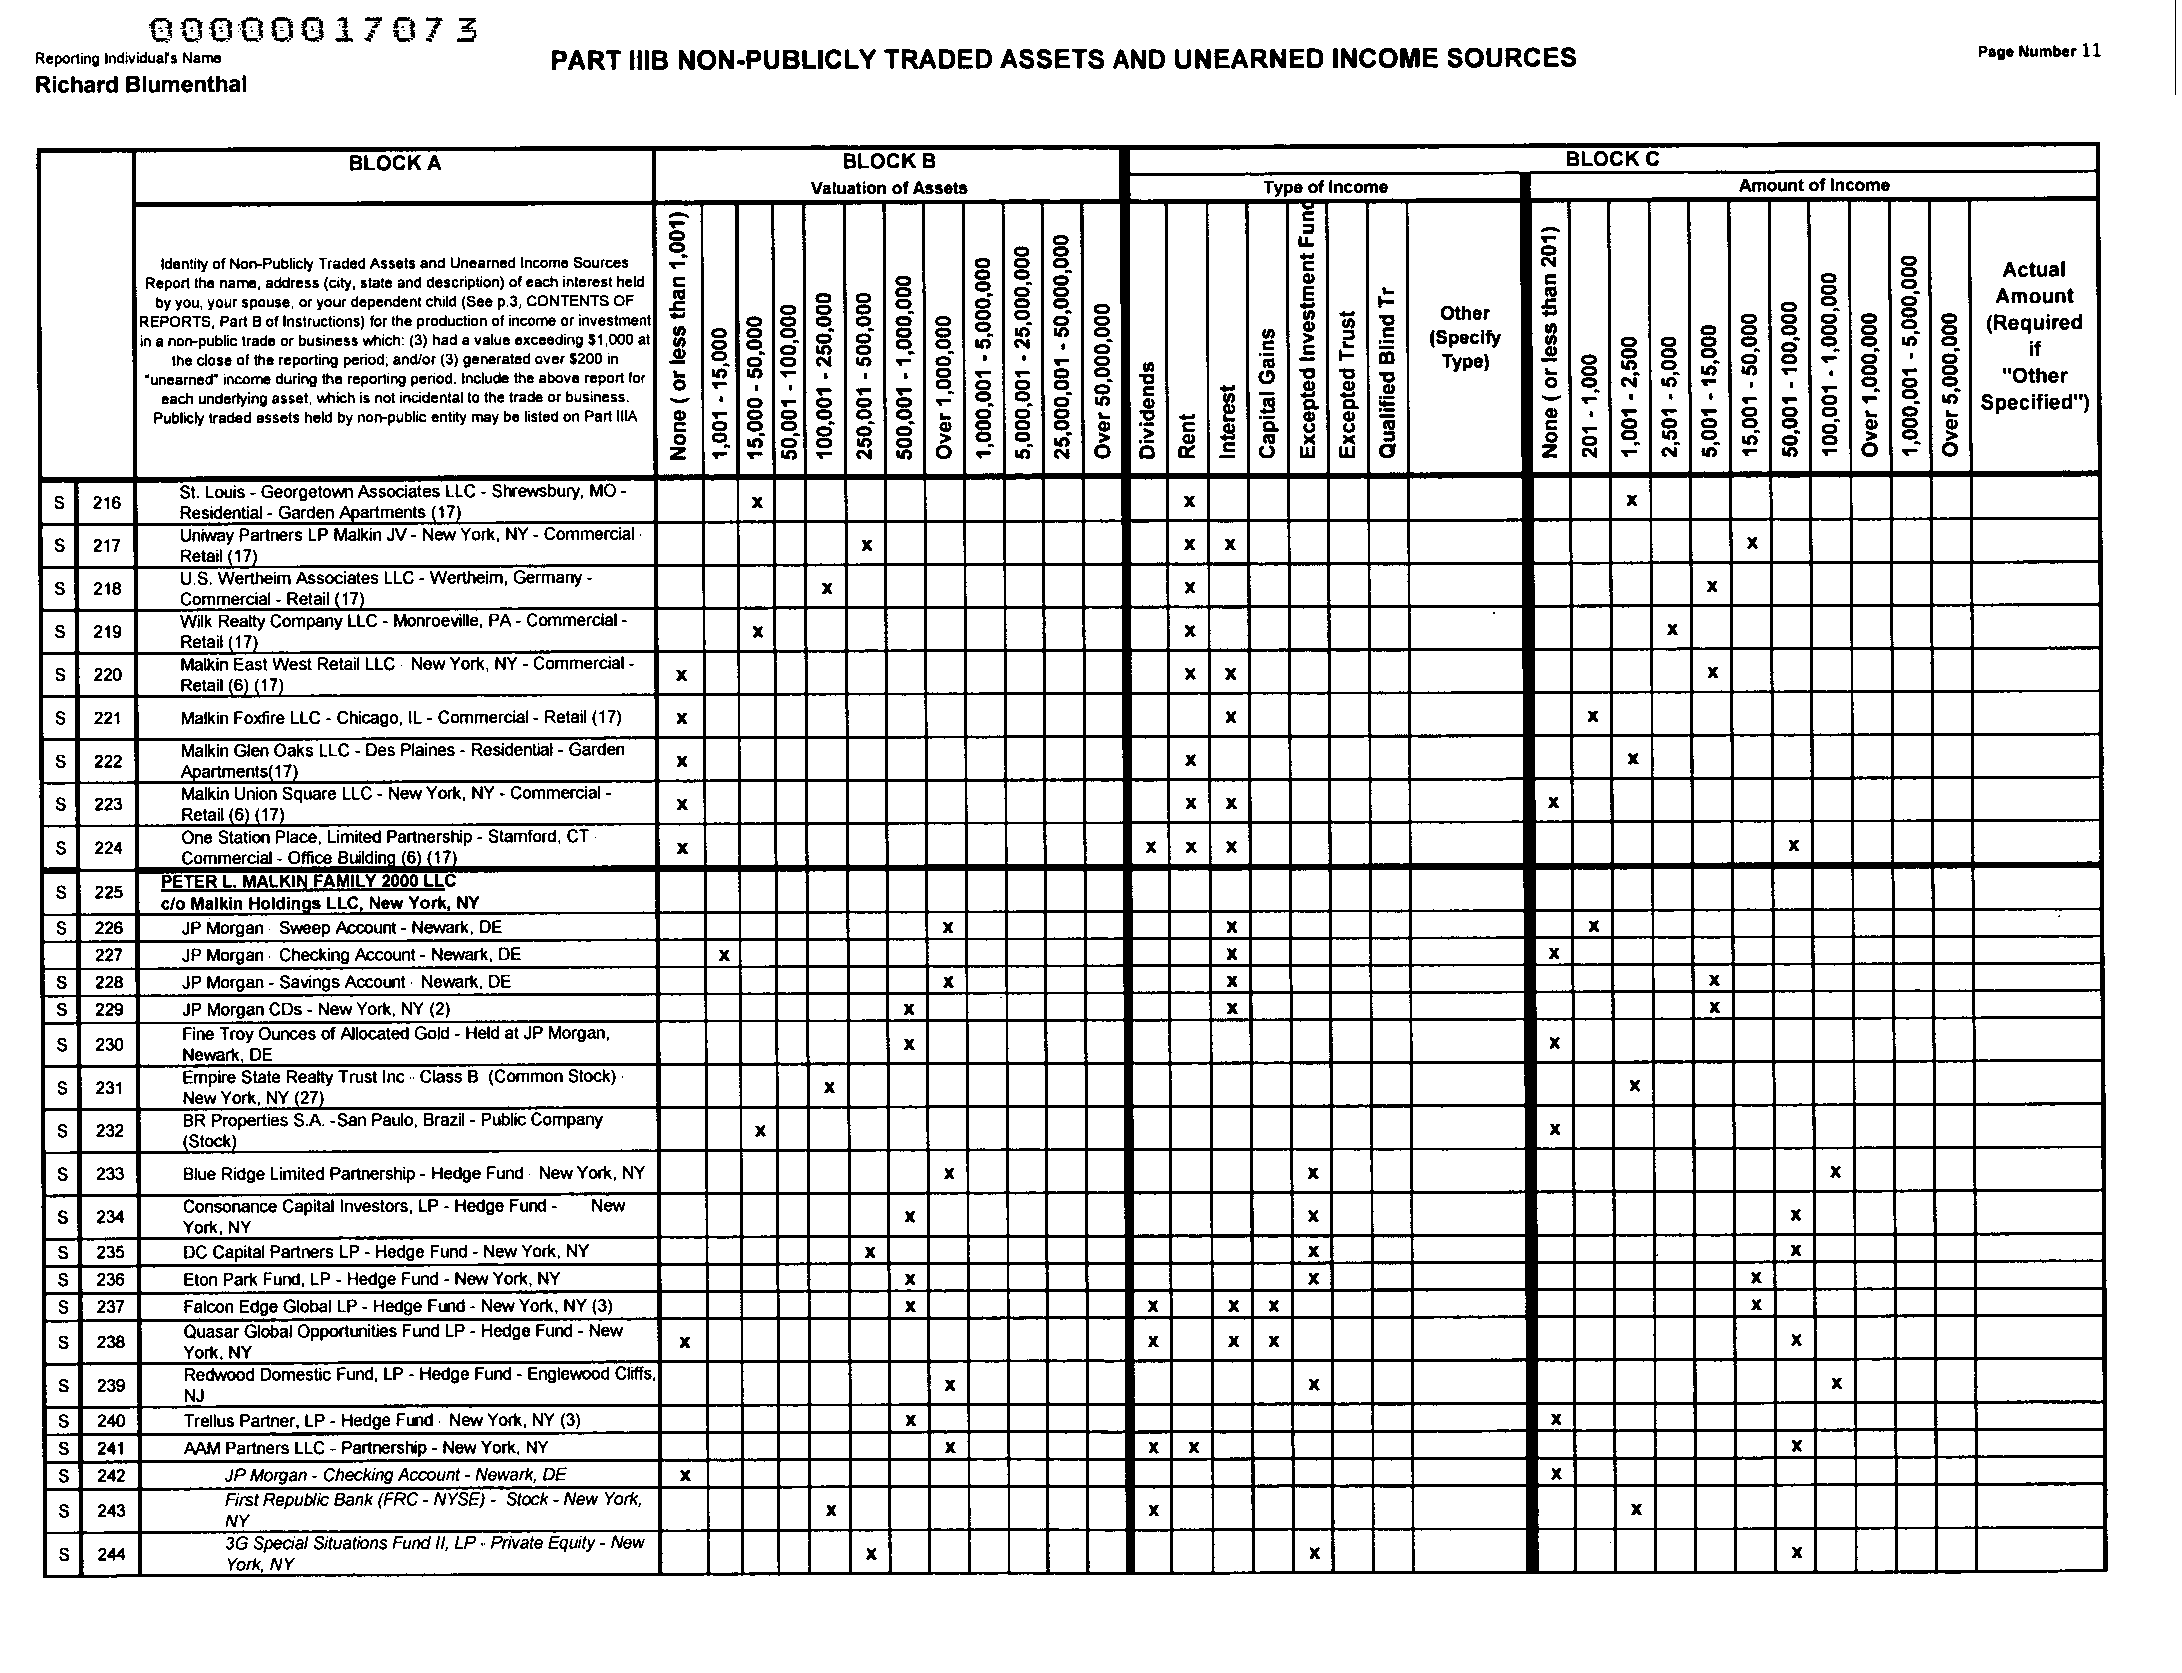 00000017073
Reporting Individual's Name
Richard Blumenthal
PART IIIB NON-PUBLICLY TRADED ASSETS AND UNEARNED INCOME SOURCES
Page Number 11
BLOCK A
BLOCK B
BLOCK C
Valuation of Assets
Type of Income
Amount of Income
Identity of Non-Publicly Traded Assets and Unearned Income Sources
Report the name, address (city, state and description) of each interest held
by you, your spouse, or your dependent child (See p.3, CONTENTS OF
REPORTS, Part B of Instructions) for the production of income or investment
in a non-public trade or business which: (3) had a value exceeding $1,000 at
the close of the reporting period; and/or (3) generated over $200 in
"unearned" income during the reporting period. Include the above report for
each underlying asset, which is not incidental to the trade or business.
Publicly traded assets held by non-public entity may be listed on Part IIIA
None ( or less than 1,001)
1,001 - 15,000
15,000 - 50,000
50,001 - 100,000
100,001 - 250,000
250,001 - 500,000
500,001 - 1,000,000
Over 1,000,000
1,000,001 - 5,000,000
5,000,001 - 25,000,000
25,000,001 - 50,000,000
Over 50,000,000
Dividends
Rent
Interest
Capital Gains
Excepted Investment Fund
Excepted Trust
Qualified Blind Tr
Other
(Specify
Type)
None ( or less than 201)
201 - 1,000
1,001 - 2,500
2,501 - 5,000
5,001 - 15,000
15,001 - 50,000
50,001 - 100,000
100,001 - 1,000,000
Over 1,000,000
1,000,001 - 5,000,000
Over 5,000,000
Actual
Amount
(Required
if
"Other
Specified")
S 216 St. Louis - Georgetown Associates LLC - Shrewsbury, MO -
Residential - Garden Apartments (17) x x x
S 217 Uniway Partners LP Malkin JV - New York, NY - Commercial -
Retail (17) x x x x
S 218 U.S. Wertheim Associates LLC - Wertheim, Germany -
Commercial - Retail (17) x x x
S 219 Wilk Realty Company LLC - Monroeville, PA - Commercial -
Retail (17) x x x
S 220 Malkin East West Retail LLC - New York, NY - Commercial -
Retail (6) (17) x x x x
S 221 Malkin Foxfire LLC - Chicago, IL - Commercial - Retail (17) x x x
S 222 Malkin Glen Oaks LLC - Des Plaines - Residential - Garden
Apartments(17) x x x
S 223 Malkin Union Square LLC - New York, NY - Commercial -
Retail (6) (17) x x x x
S 224 One Station Place, Limited Partnership - Stamford, CT -
Commercial - Office Building (6) (17) x x x x x
S 225 PETER L. MALKIN FAMILY 2000 LLC
c/o Malkin Holdings LLC, New York, NY
S 226 JP Morgan - Sweep Account - Newark, DE x x x
227 JP Morgan - Checking Account - Newark, DE x x x
S 228 JP Morgan - Savings Account - Newark, DE x x x
S 229 JP Morgan CDs - New York, NY (2) x x x
S 230 Fine Troy Ounces of Allocated Gold - Held at JP Morgan,
Newark, DE x x
S 231 Empire State Realty Trust Inc - Class B (Common Stock) -
New York, NY (27) x x
S 232 BR Properties S.A. -San Paulo, Brazil - Public Company
(Stock) x x
S 233 Blue Ridge Limited Partnership - Hedge Fund - New York, NY x x x
S 234 Consonance Capital Investors, LP - Hedge Fund - New
York, NY x x x
S 235 DC Capital Partners LP - Hedge Fund - New York, NY x x x
S 236 Eton Park Fund, LP - Hedge Fund - New York, NY x x x
S 237 Falcon Edge Global LP - Hedge Fund - New York, NY (3) x x x x x
S 238 Quasar Global Opportunities Fund LP - Hedge Fund - New
York, NY x x x x x
S 239 Redwood Domestic Fund, LP - Hedge Fund - Englewood Cliffs,
NJ x x x
S 240 Trellus Partner, LP - Hedge Fund - New York, NY (3) x x
S 241 AAM Partners LLC - Partnership - New York, NY x x x x
S 242 JP Morgan - Checking Account - Newark, DE x x
S 243 First Republic Bank (FRC - NYSE) - Stock - New York,
NY x x x
S 244 3G Special Situations Fund II, LP - Private Equity - New
York, NY x x x